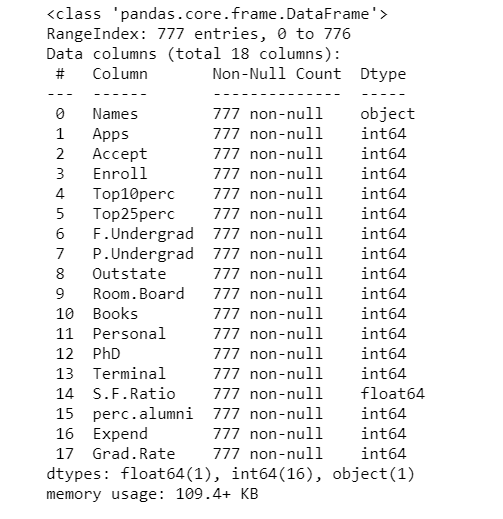 <class 'pandas.core.frame.DataFrame'>
RangeIndex: 777 entries, 0 to 776
Data columns (total 18 columns):
 #   Column       Non-Null Count  Dtype
---  ------       --------------  -----
 0   Names        777 non-null    object
 1   Apps         777 non-null    int64
 2   Accept       777 non-null    int64
 3   Enroll       777 non-null    int64
 4   Top10perc    777 non-null    int64
 5   Top25perc    777 non-null    int64
 6   F.Undergrad  777 non-null    int64
 7   P.Undergrad  777 non-null    int64
 8   Outstate     777 non-null    int64
 9   Room.Board   777 non-null    int64
 10  Books        777 non-null    int64
 11  Personal     777 non-null    int64
 12  PhD          777 non-null    int64
 13  Terminal     777 non-null    int64
 14  S.F.Ratio    777 non-null    float64
 15  perc.alumni  777 non-null    int64
 16  Expend       777 non-null    int64
 17  Grad.Rate    777 non-null    int64
dtypes: float64(1), int64(16), object(1)
memory usage: 109.4+ KB